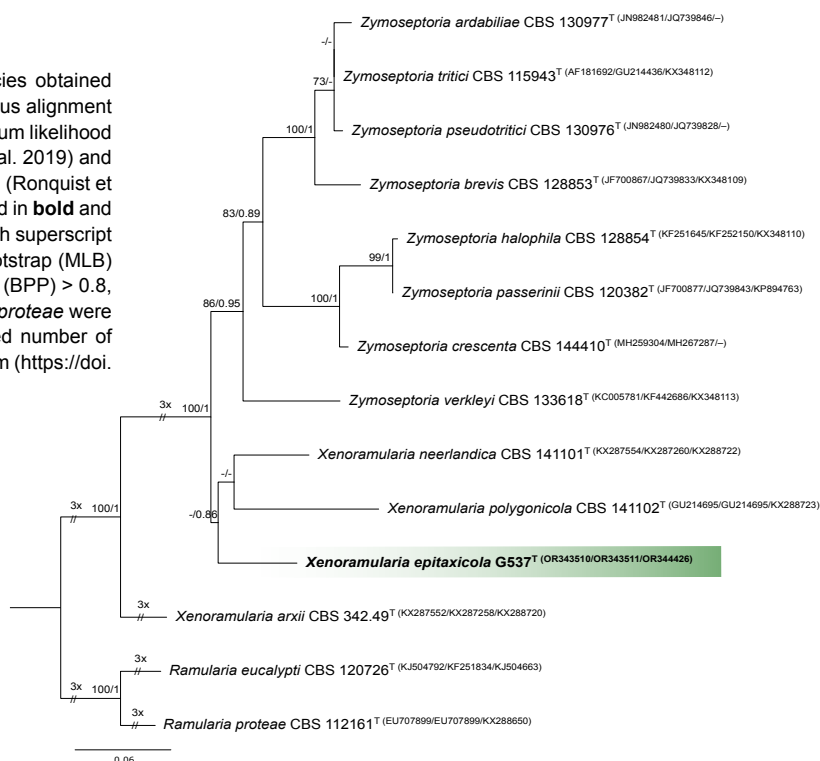 cies obtained
us alignment
um likelihood
al. 2019) and
(Ronquist et
d in bold and
h superscript
otstrap (MLB)
(BPP) > 0.8,
proteae were
ed number of
m (https://doi.
Zymoseptoria ardabiliae CBS 130977T (JN982481/JQ739846/–)
-/-
Zymoseptoria tritici CBS 115943T (AF181692/GU214436/KX348112)
73/-
Zymoseptoria pseudotritici CBS 130976T (JN982480/JQ739828/–)
100/1
Zymoseptoria brevis CBS 128853T (JF700867/JQ739833/KX348109)
83/0.89
Zymoseptoria halophila CBS 128854T (KF251645/KF252150/KX348110)
99/1
Zymoseptoria passerinii CBS 120382T (JF700877/JQ739843/KP894763)
86/0.95
100/1
Zymoseptoria crescenta CBS 144410T (MH259304/MH267287/–)
Zymoseptoria verkleyi CBS 133618T (KC005781/KF442686/KX348113)
3x 100/1
Xenoramularia neerlandica CBS 141101T (KX287554/KX287260/KX288722)
-/-
Xenoramularia polygonicola CBS 141102T (GU214695/GU214695/KX288723)
3x 100/1
-/0.86
Xenoramularia epitaxicola G537T (OR343510/OR343511/OR344426)
3x
Xenoramularia arxii CBS 342.49T (KX287552/KX287258/KX288720)
3x
Ramularia eucalypti CBS 120726T (KJ504792/KF251834/KJ504663)
3x 100/1
3x
Ramularia proteae CBS 112161T (EU707899/EU707899/KX288650)
0.06